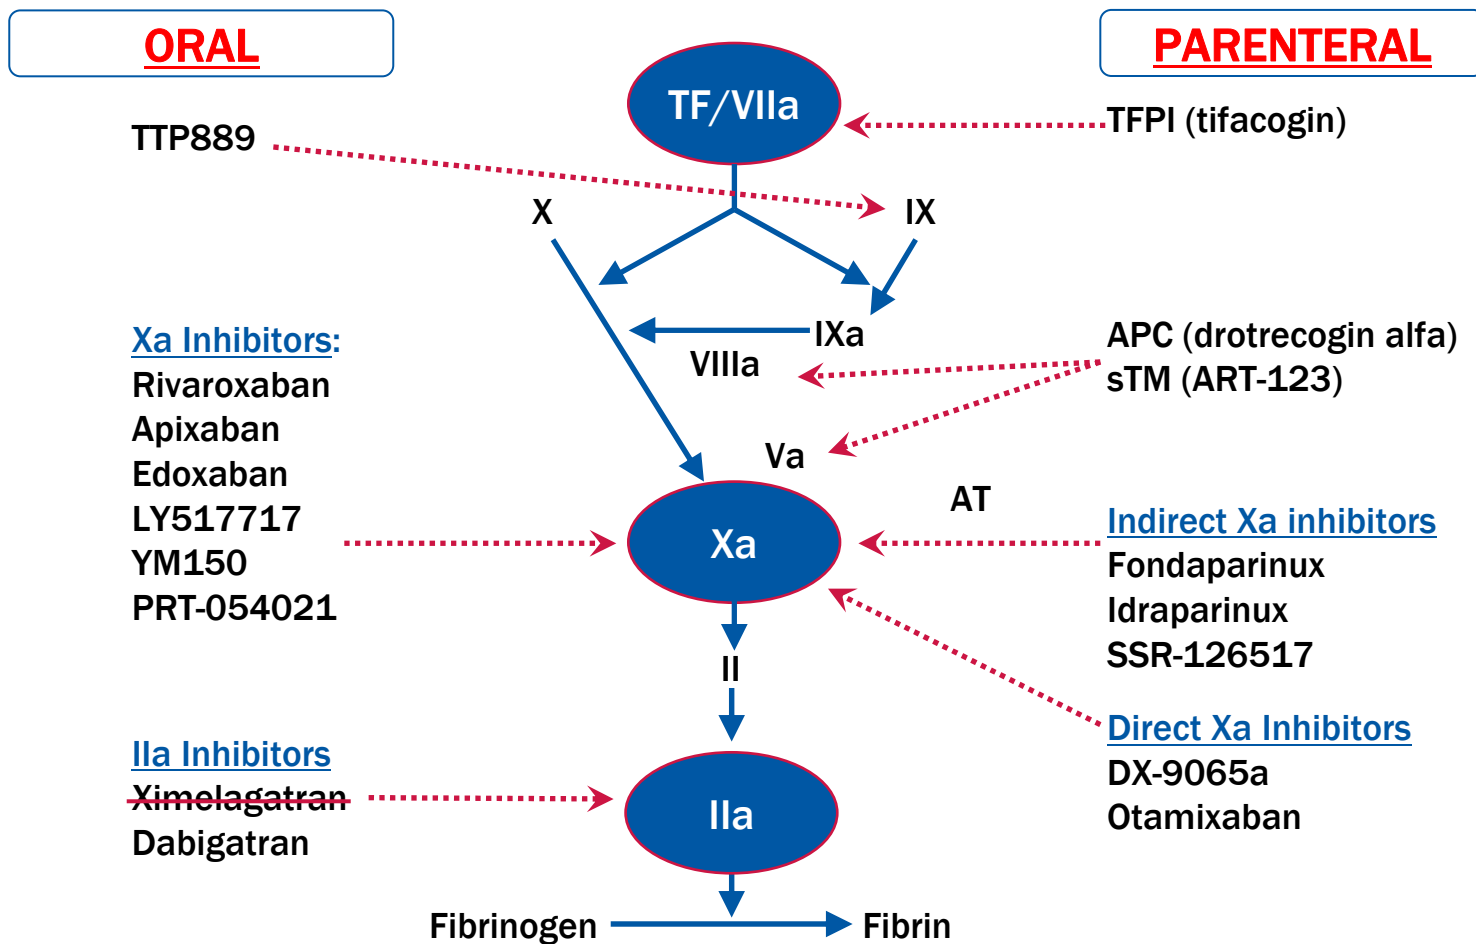 ORAL
PARENTERAL
TF/VIIa
TTP889
TFPI (tifacogin)
X
IX
IXa
VIIIa
Xa Inhibitors:
Rivaroxaban
Apixaban
Edoxaban
LY517717
YM150
PRT-054021
APC (drotrecogin alfa)
sTM (ART-123)
Va
AT
Xa
Indirect Xa inhibitors
Fondaparinux
Idraparinux
SSR-126517
II
Direct Xa Inhibitors
DX-9065a
Otamixaban
IIa Inhibitors
Ximelagatran
Dabigatran
IIa
Fibrinogen
Fibrin